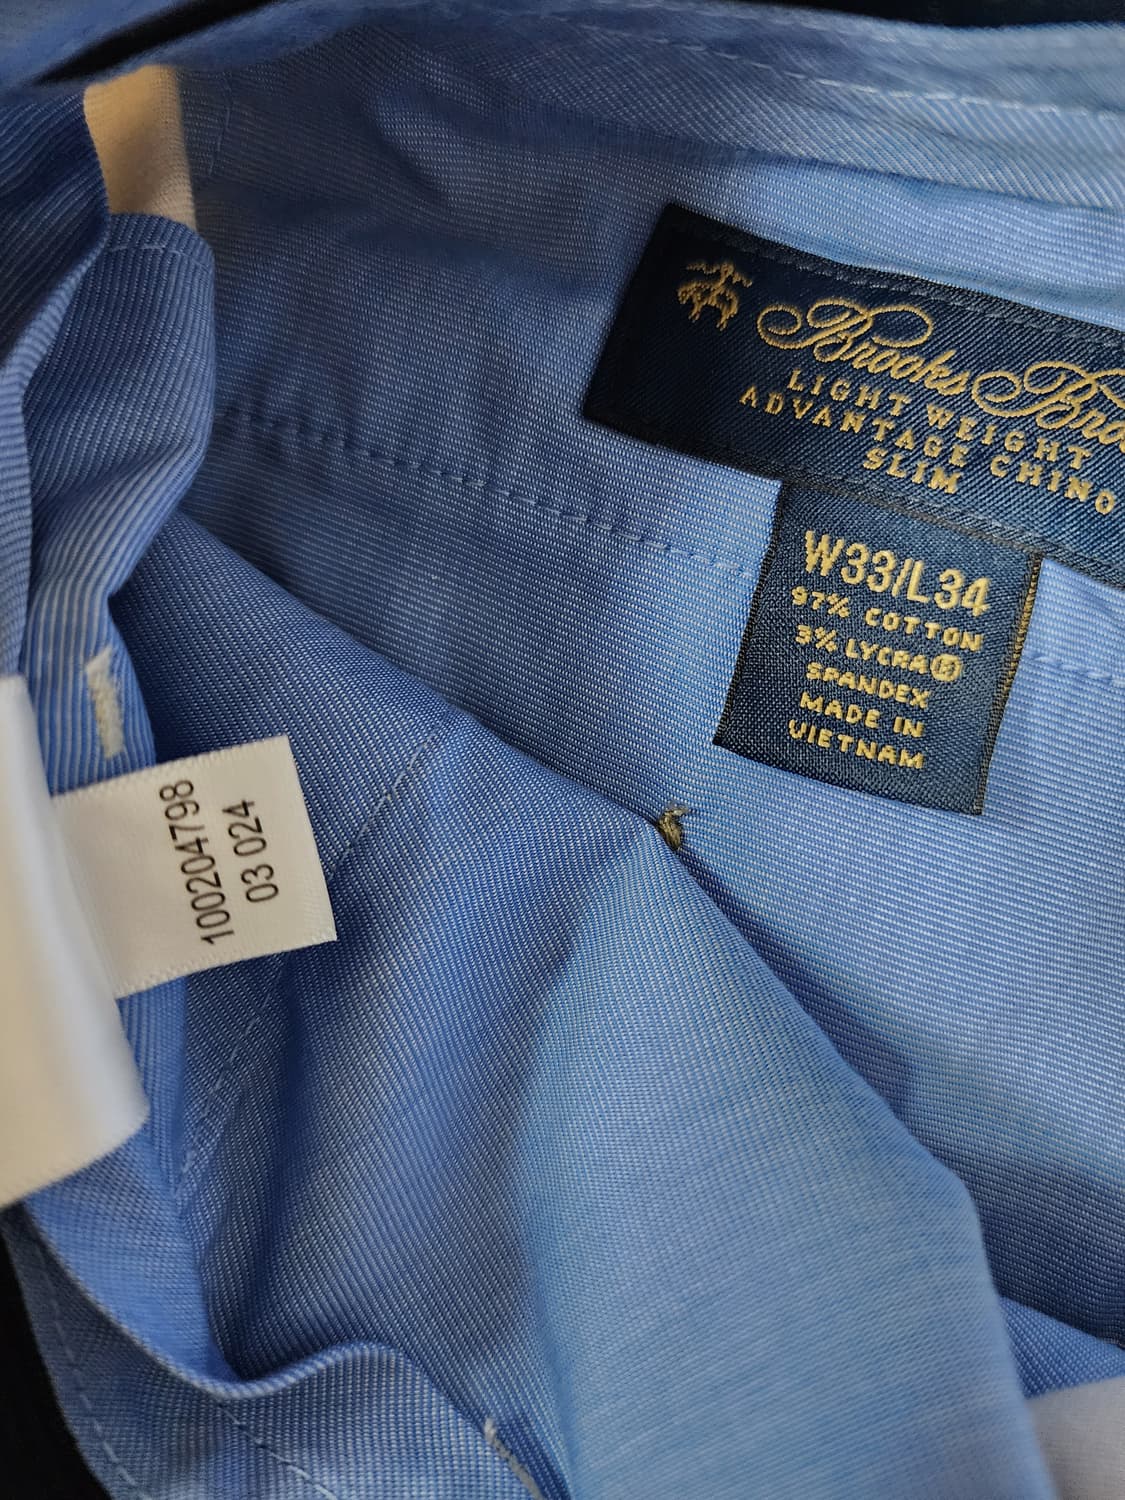 Brooks Bro
LIGHT WEIGHT
ADVANTAGE CHINO
SLIM
W33/L34
97% COTTON
3% LYCRA®
SPANDEX
MADE IN
VIETNAM
100204798
03 024